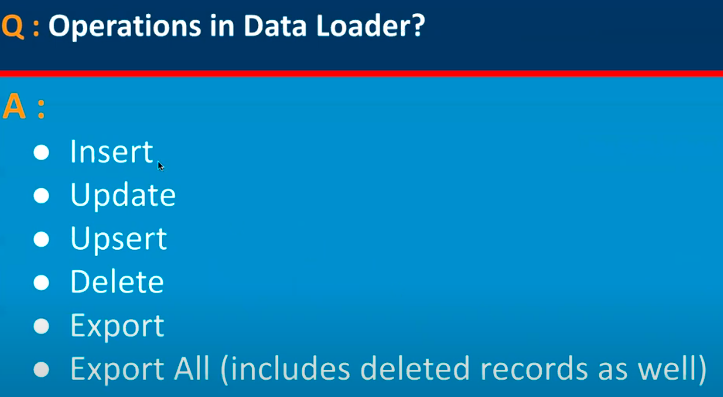 Q : Operations in Data Loader?
A :
● Insert
● Update
● Upsert
● Delete
● Export
● Export All (includes deleted records as well)